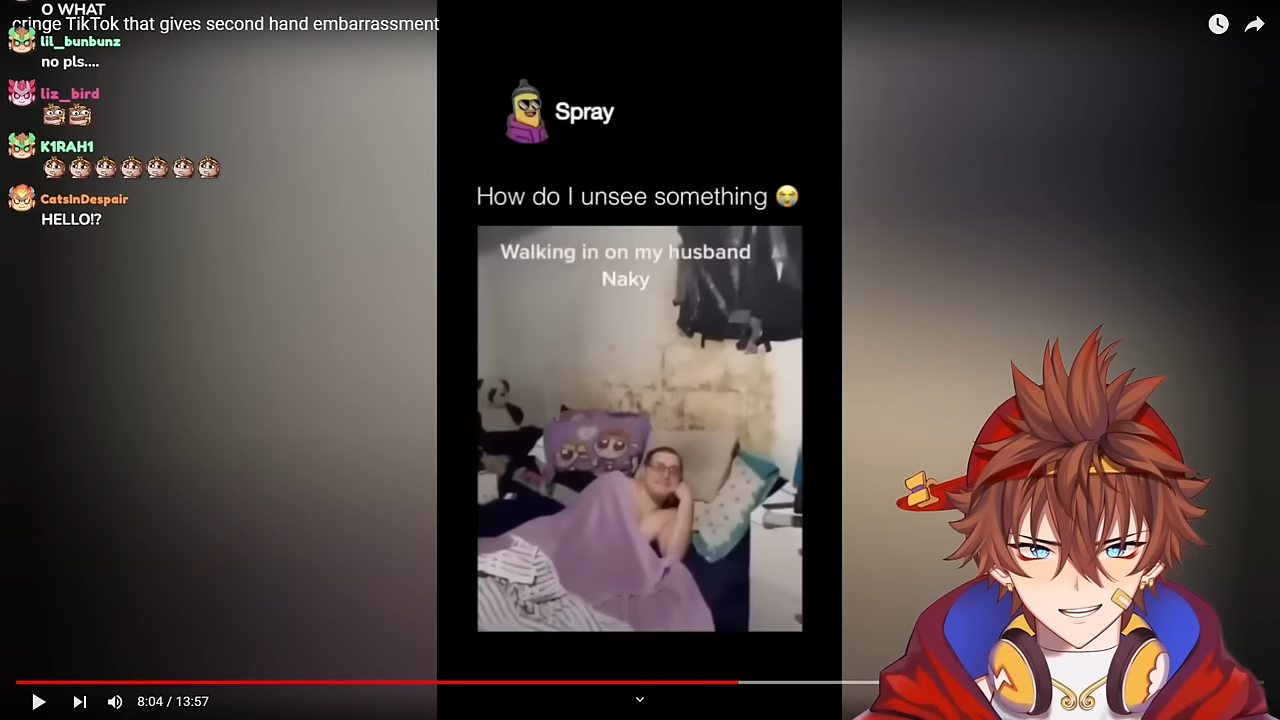 O WHAT
cringe TikTok that gives second hand embarrassment
lil_bunbunz
no pls....
liz_bird
K1RAH1
CatsInDespair
HELLO!?
Spray
How do I unsee something 😭
Walking in on my husband
Naky
8:04 / 13:57